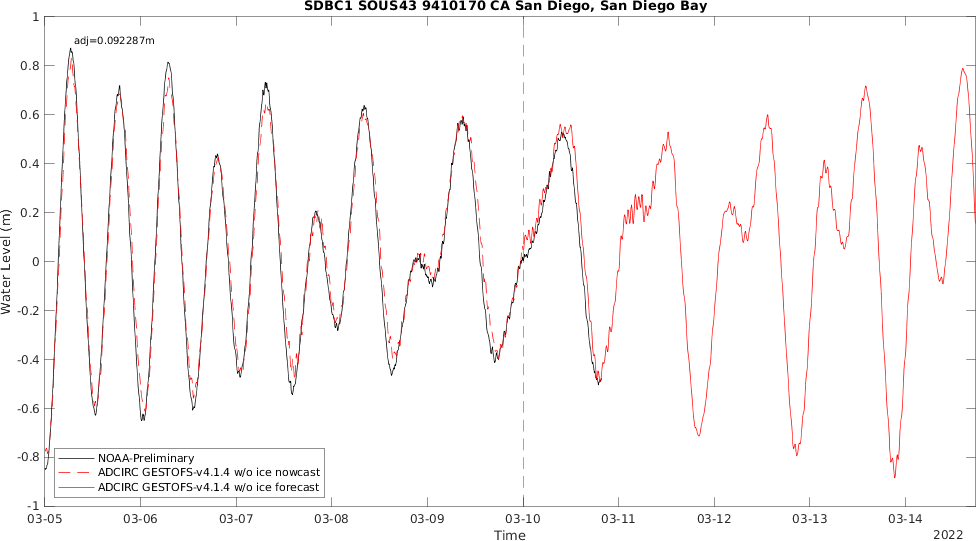 SDBC1 SOUS43 9410170 CA San Diego, San Diego Bay
adj=0.092287m
1
0.8
0.6
0.4
0.2
0
-0.2
-0.4
-0.6
-0.8
-1
Water Level (m)
NOAA-Preliminary
ADCIRC GESTOFS-v4.1.4 w/o ice nowcast
ADCIRC GESTOFS-v4.1.4 w/o ice forecast
03-05 03-06 03-07 03-08 03-09 03-10 03-11 03-12 03-13 03-14
Time
2022